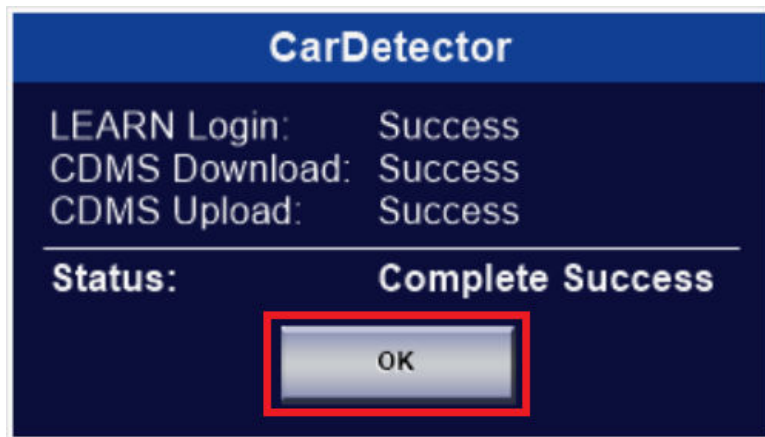 CarDetector
LEARN Login: Success
CDMS Download: Success
CDMS Upload: Success
Status: Complete Success
OK